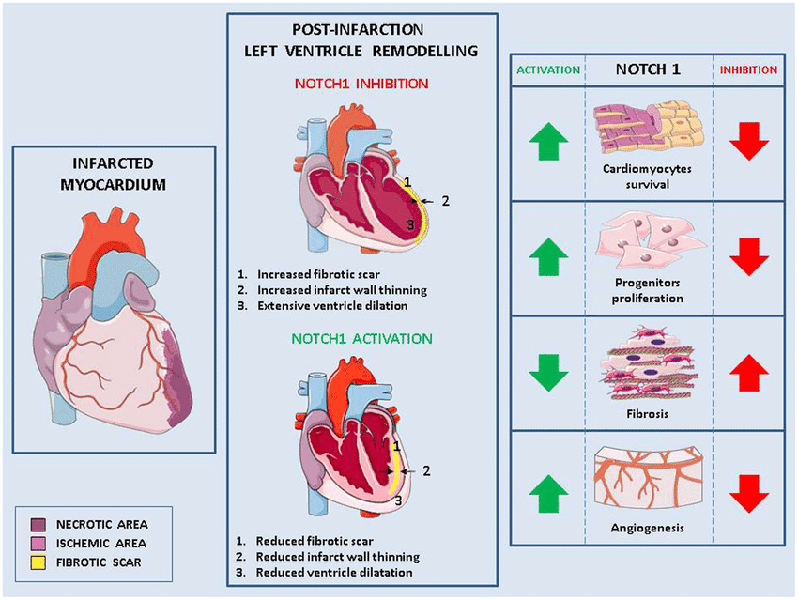 INFARCTED
MYOCARDIUM
NECROTIC AREA
ISCHEMIC AREA
FIBROTIC SCAR
POST-INFARCTION
LEFT VENTRICLE REMODELLING
NOTCH1 INHIBITION
1
2
3
1. Increased fibrotic scar
2. Increased infarct wall thinning
3. Extensive ventricle dilation
NOTCH1 ACTIVATION
1
2
3
1. Reduced fibrotic scar
2. Reduced infarct wall thinning
3. Reduced ventricle dilatation
ACTIVATION NOTCH 1 INHIBITION
Cardiomyocytes
survival
Progenitors
proliferation
Fibrosis
Angiogenesis